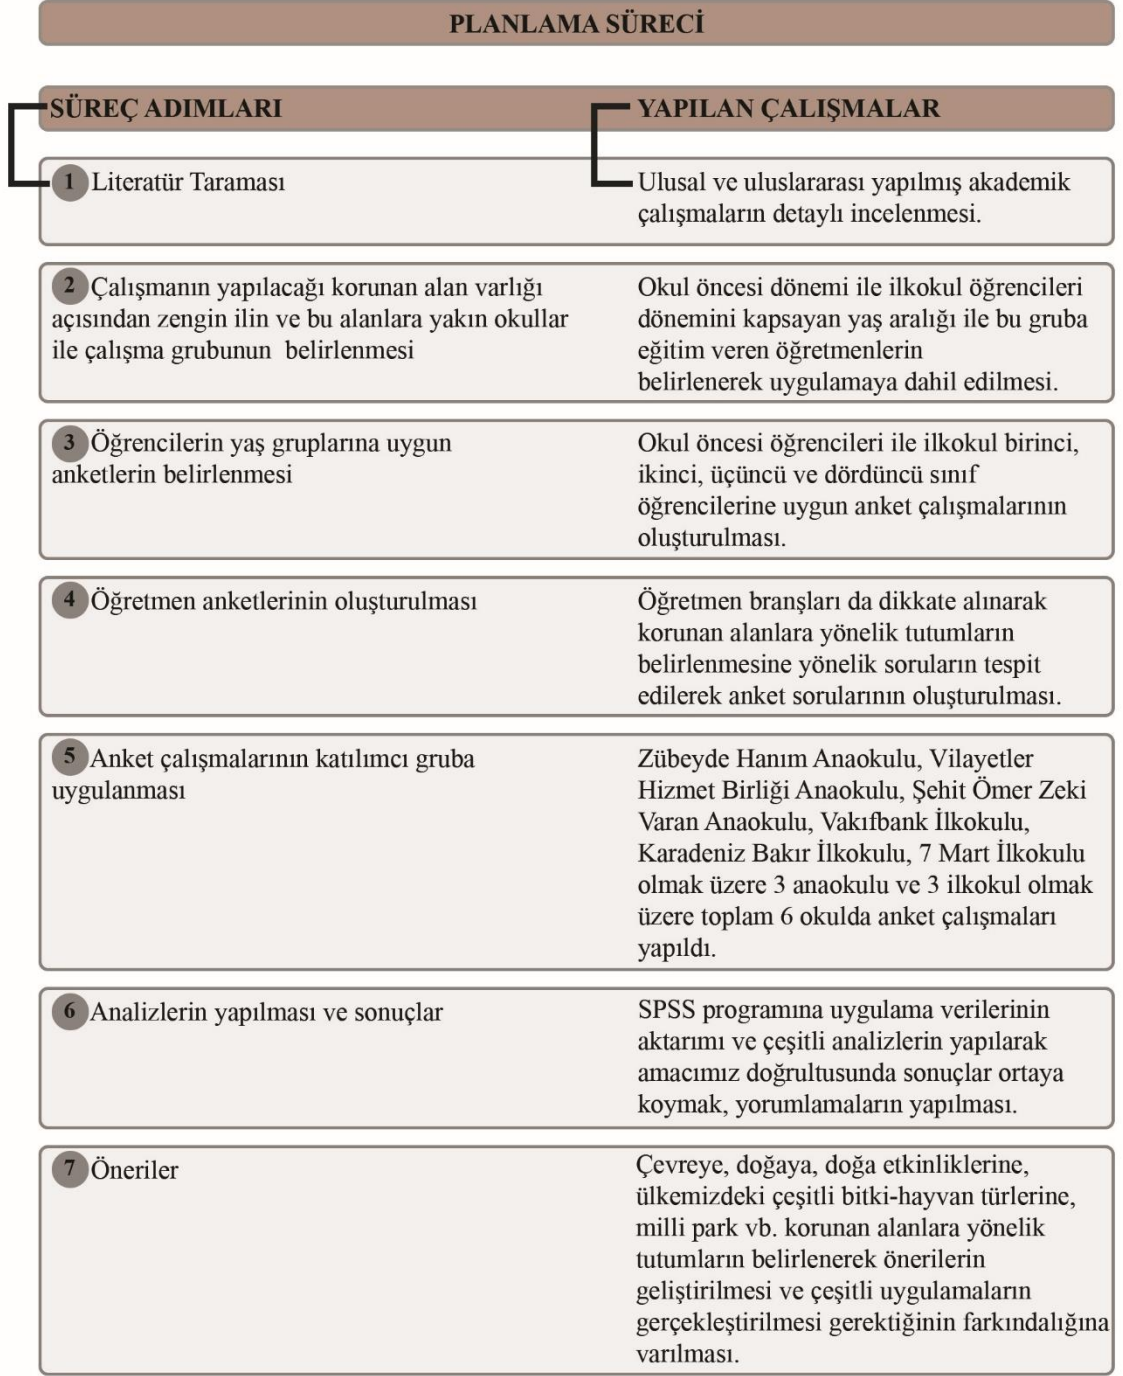 PLANLAMA SÜRECİ
SÜREÇ ADIMLARI
YAPILAN ÇALIŞMALAR
1 Literatür Taraması
Ulusal ve uluslararası yapılmış akademik
çalışmaların detaylı incelenmesi.
2 Çalışmanın yapılacağı korunan alan varlığı
açısından zengin ilin ve bu alanlara yakın okullar
ile çalışma grubunun belirlenmesi
Okul öncesi dönemi ile ilkokul öğrencileri
dönemini kapsayan yaş aralığı ile bu gruba
eğitim veren öğretmenlerin
belirlenerek uygulamaya dahil edilmesi.
3 Öğrencilerin yaş gruplarına uygun
anketlerin belirlenmesi
Okul öncesi öğrencileri ile ilkokul birinci,
ikinci, üçüncü ve dördüncü sınıf
öğrencilerine uygun anket çalışmalarının
oluşturulması.
4 Öğretmen anketlerinin oluşturulması
Öğretmen branşları da dikkate alınarak
korunan alanlara yönelik tutumların
belirlenmesine yönelik soruların tespit
edilerek anket sorularının oluşturulması.
5 Anket çalışmalarının katılımcı gruba
uygulanması
Zübeyde Hanım Anaokulu, Vilayetler
Hizmet Birliği Anaokulu, Şehit Ömer Zeki
Varan Anaokulu, Vakıfbank İlkokulu,
Karadeniz Bakır İlkokulu, 7 Mart İlkokulu
olmak üzere 3 anaokulu ve 3 ilkokul olmak
üzere toplam 6 okulda anket çalışmaları
yapıldı.
6 Analizlerin yapılması ve sonuçlar
SPSS programına uygulama verilerinin
aktarımı ve çeşitli analizlerin yapılarak
amacımız doğrultusunda sonuçlar ortaya
koymak, yorumlamaların yapılması.
7 Öneriler
Çevreye, doğaya, doğa etkinliklerine,
ülkemizdeki çeşitli bitki-hayvan türlerine,
milli park vb. korunan alanlara yönelik
tutumların belirlenerek önerilerin
geliştirilmesi ve çeşitli uygulamaların
gerçekleştirilmesi gerektiğinin farkındalığına
varılması.